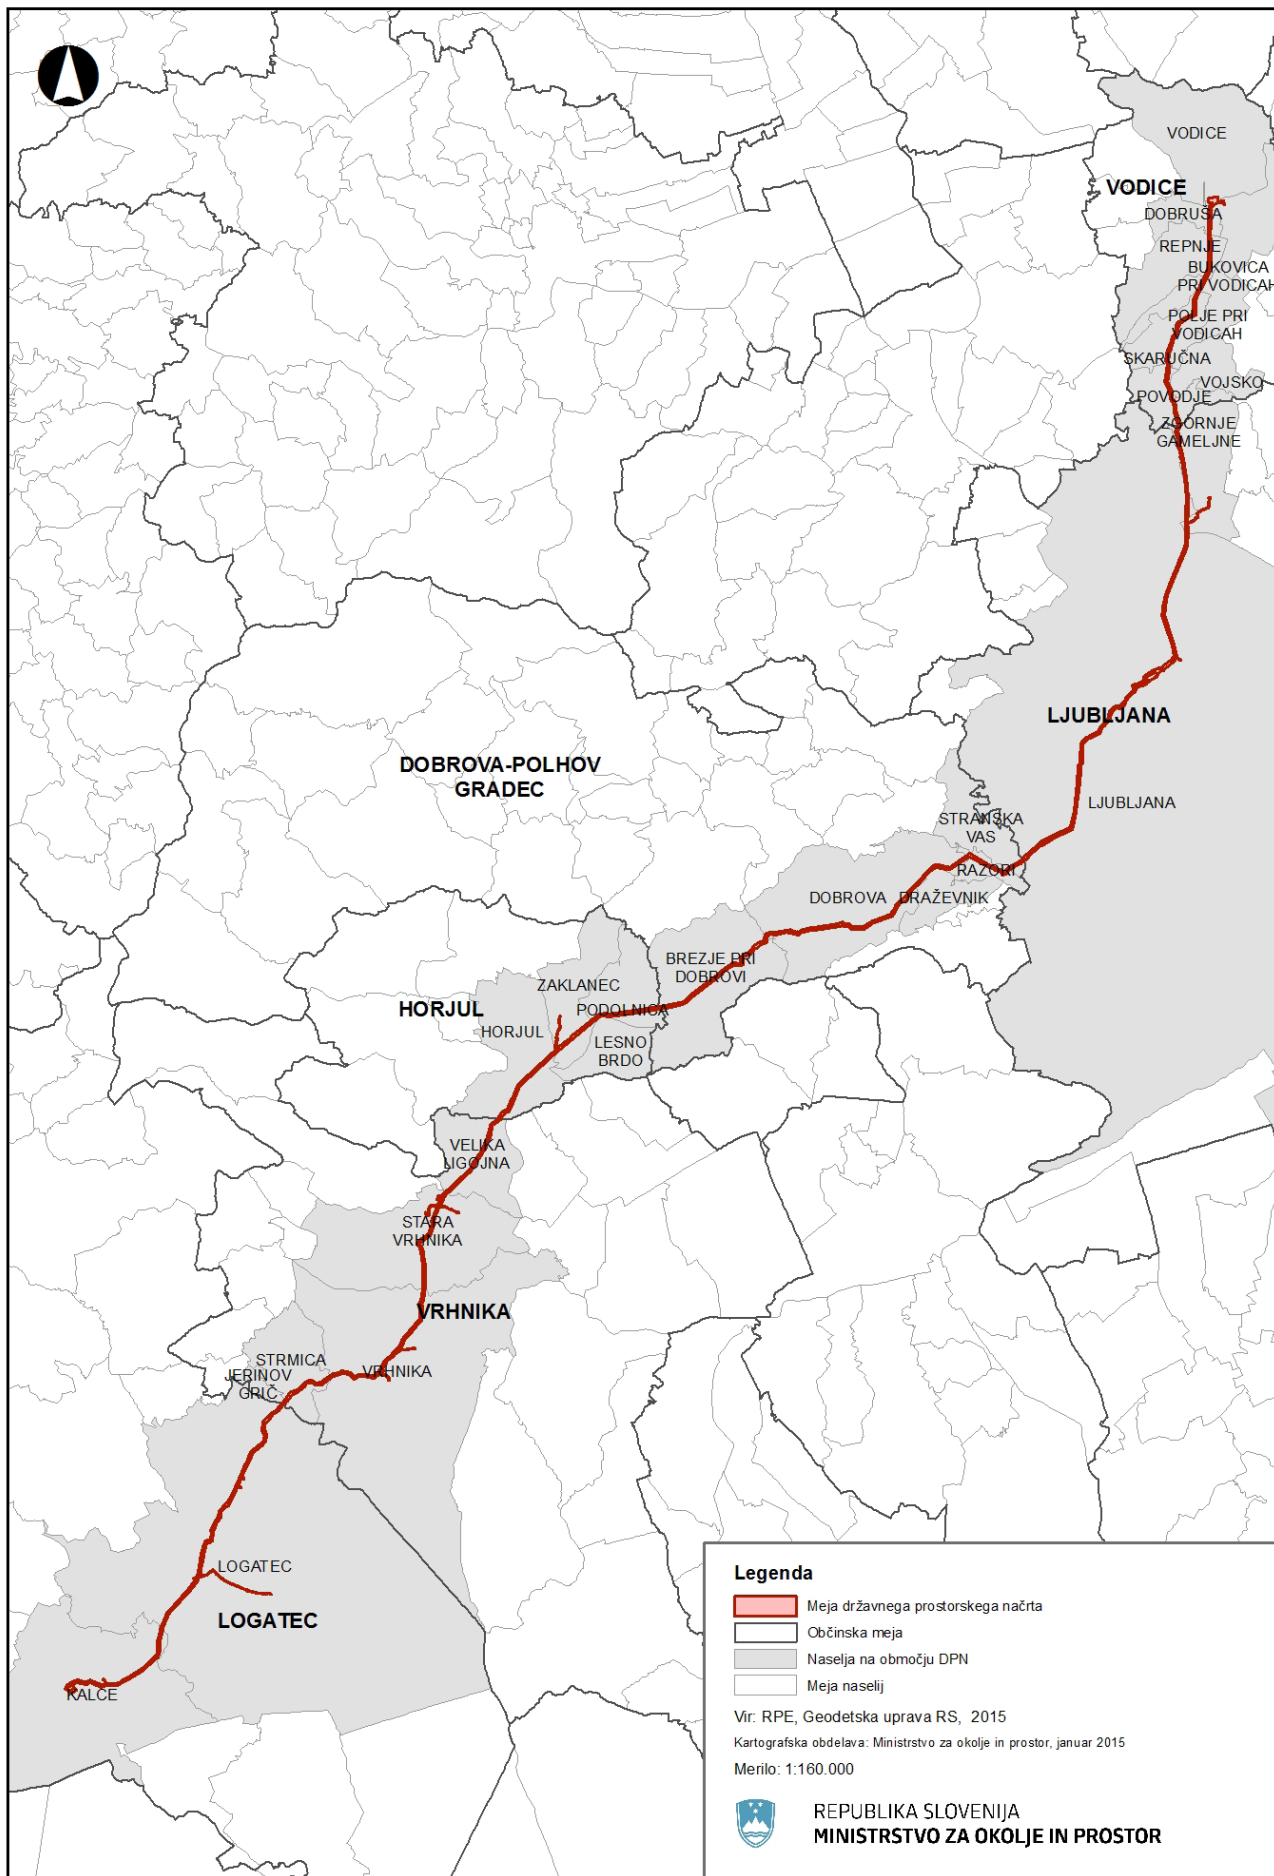 VODICE
VODICE
DOBRUŠA
REPNJE
BUKOVICA
PRI VODICAH
POLJE PRI
VODICAH
SKARUČNA
VOJSKO
POVODJE
ZGORNJE
GAMELJNE
LJUBLJANA
DOBROVA-POLHOV
GRADEC
LJUBLJANA
STRANSKA
VAS
RAZORI
DOBROVA
DRAŽEVNIK
BREZJE PRI
DOBROVI
ZAKLANEC
HORJUL
PODOLNICA
HORJUL
LESNO
BRDO
VELIKA
LIGOJNA
STARA
VRHNIKA
VRHNIKA
STRMICA
VRHNIKA
JERINOV
GRIČ
LOGATEC
LOGATEC
KALCE
Legenda
Meja državnega prostorskega načrta
Občinska meja
Naselja na območju DPN
Meja naselij
Vir: RPE, Geodetska uprava RS, 2015
Kartografska obdelava: Ministrstvo za okolje in prostor, januar 2015
Merilo: 1:160.000
REPUBLIKA SLOVENIJA
MINISTRSTVO ZA OKOLJE IN PROSTOR